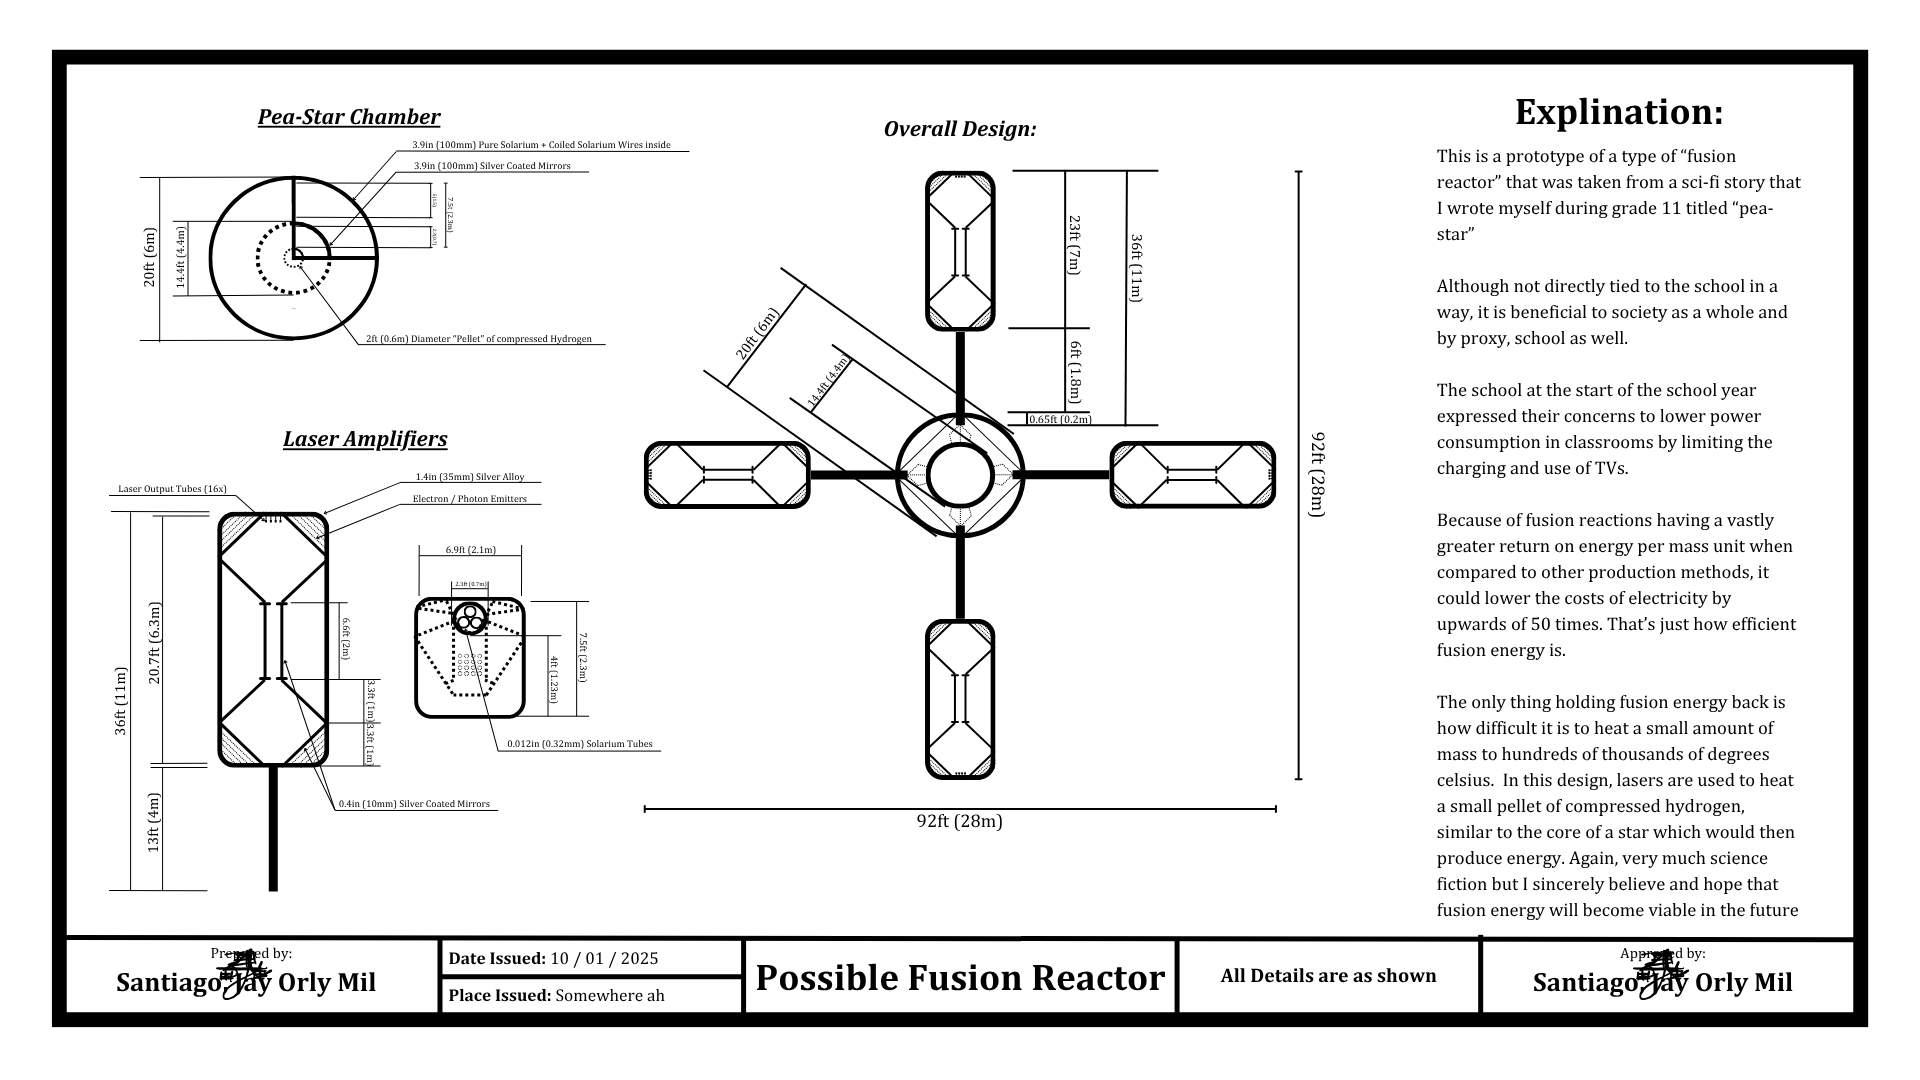 Pea-Star Chamber
3.9in (100mm) Pure Solarium + Coiled Solarium Wires inside
3.9in (100mm) Silver Coated Mirrors
20ft (6m)
14.4ft (4.4m)
7.5t (2.3m)
2ft (0.6m) Diameter “Pellet” of compressed Hydrogen
Laser Amplifiers
1.4in (35mm) Silver Alloy
Laser Output Tubes (16x)
Electron / Photon Emitters
36ft (11m)
20.7ft (6.3m)
13ft (4m)
6.6ft (2m)
3.3ft (1m)
3.3ft (1m)
6.9ft (2.1m)
2.3ft (0.7m)
7.5ft (2.3m)
4ft (1.23m)
0.012in (0.32mm) Solarium Tubes
0.4in (10mm) Silver Coated Mirrors
Overall Design:
23ft (7m)
36ft (11m)
20ft (6m)
14.4ft (4.4m)
6ft (1.8m)
0.65ft (0.2m)
92ft (28m)
92ft (28m)
Explination:
This is a prototype of a type of “fusion
reactor” that was taken from a sci-fi story that
I wrote myself during grade 11 titled “pea-
star”
Although not directly tied to the school in a
way, it is beneficial to society as a whole and
by proxy, school as well.
The school at the start of the school year
expressed their concerns to lower power
consumption in classrooms by limiting the
charging and use of TVs.
Because of fusion reactions having a vastly
greater return on energy per mass unit when
compared to other production methods, it
could lower the costs of electricity by
upwards of 50 times. That’s just how efficient
fusion energy is.
The only thing holding fusion energy back is
how difficult it is to heat a small amount of
mass to hundreds of thousands of degrees
celsius.  In this design, lasers are used to heat
a small pellet of compressed hydrogen,
similar to the core of a star which would then
produce energy. Again, very much science
fiction but I sincerely believe and hope that
fusion energy will become viable in the future
Prepared by:
Santiago, Jay Orly Mil
Date Issued: 10 / 01 / 2025
Place Issued: Somewhere ah
Possible Fusion Reactor
All Details are as shown
Approved by:
Santiago, Jay Orly Mil